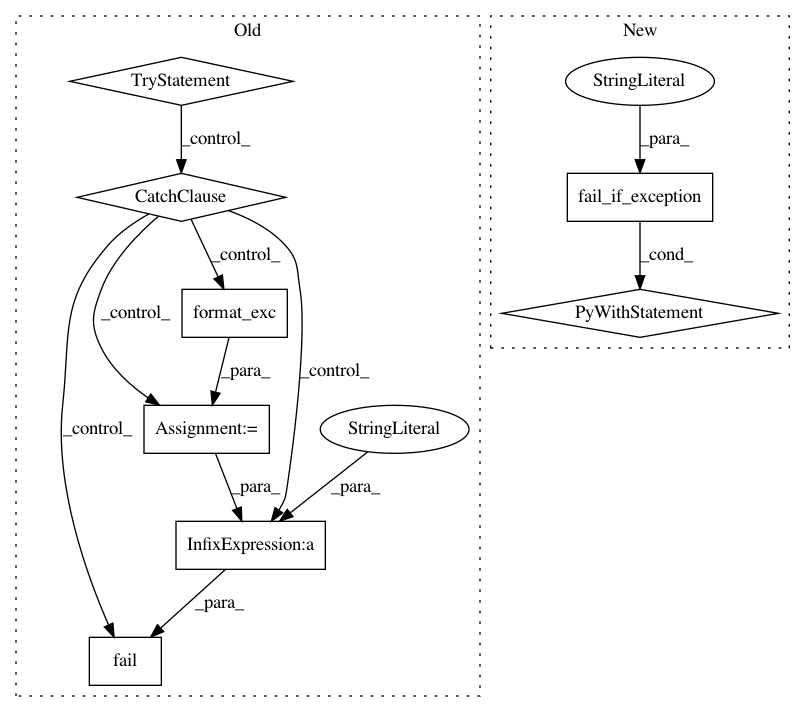 Old
New
TryStatement
StringLiteral
_control_
_para_
CatchClause
fail_if_exception
_control_
_cond_
_control_
format_exc
PyWithStatement
_control_
_para_
_control_
Assignment:=
StringLiteral
_para_
_para_
InfixExpression:a
_para_
fail